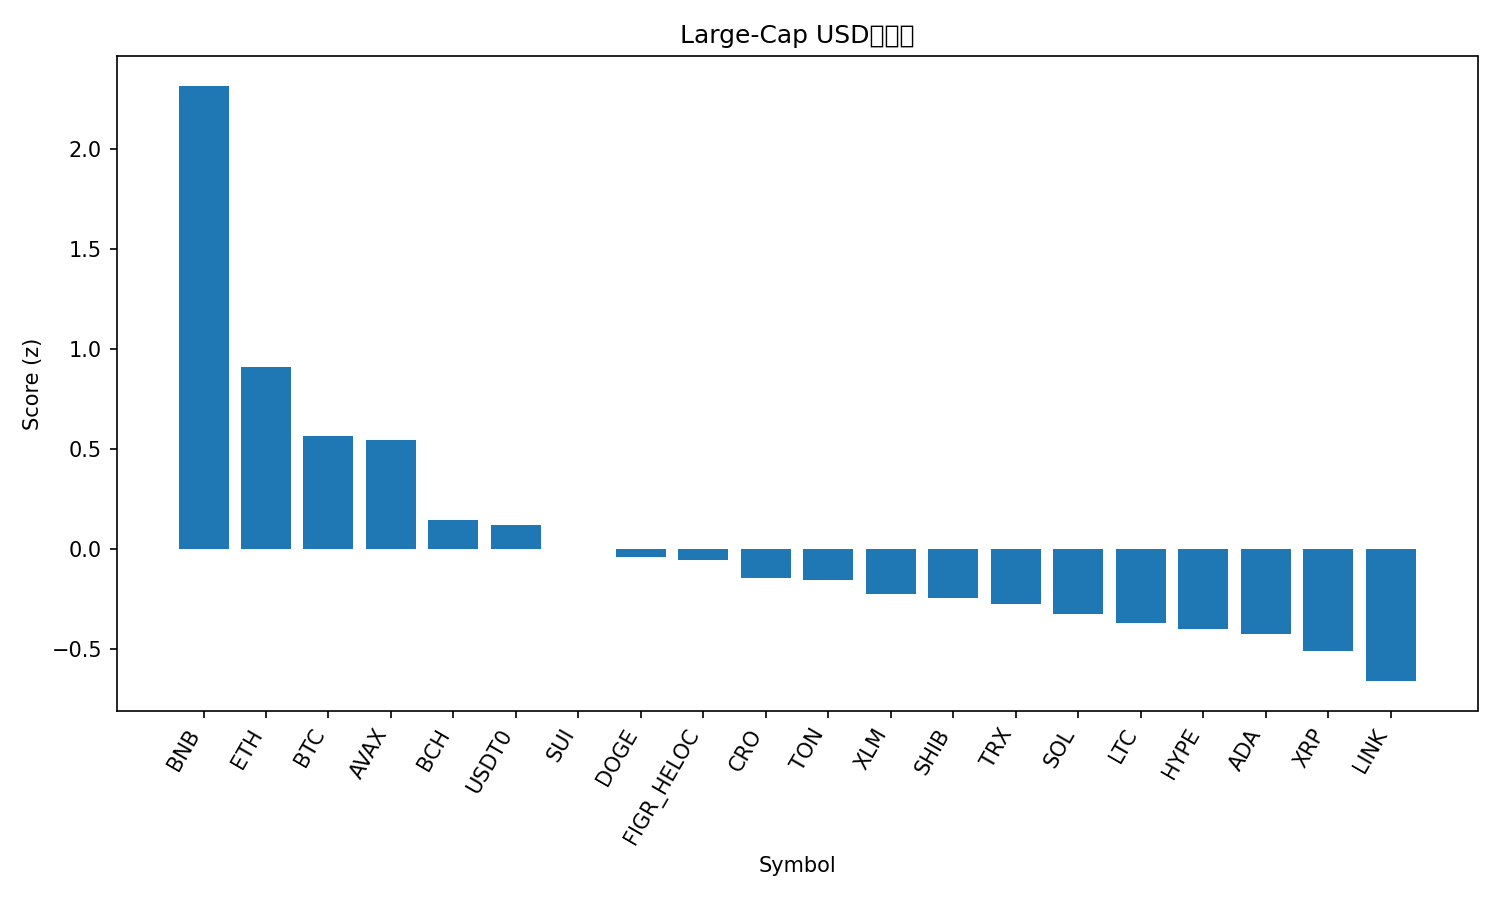 Large-Cap USD
Score (z)
2.0
1.5
1.0
0.5
0.0
−0.5
BNB
ETH
BTC
AVAX
BCH
USDT0
SUI
DOGE
FIGR_HELOC
CRO
TON
XLM
SHIB
TRX
SOL
LTC
HYPE
ADA
XRP
LINK
Symbol